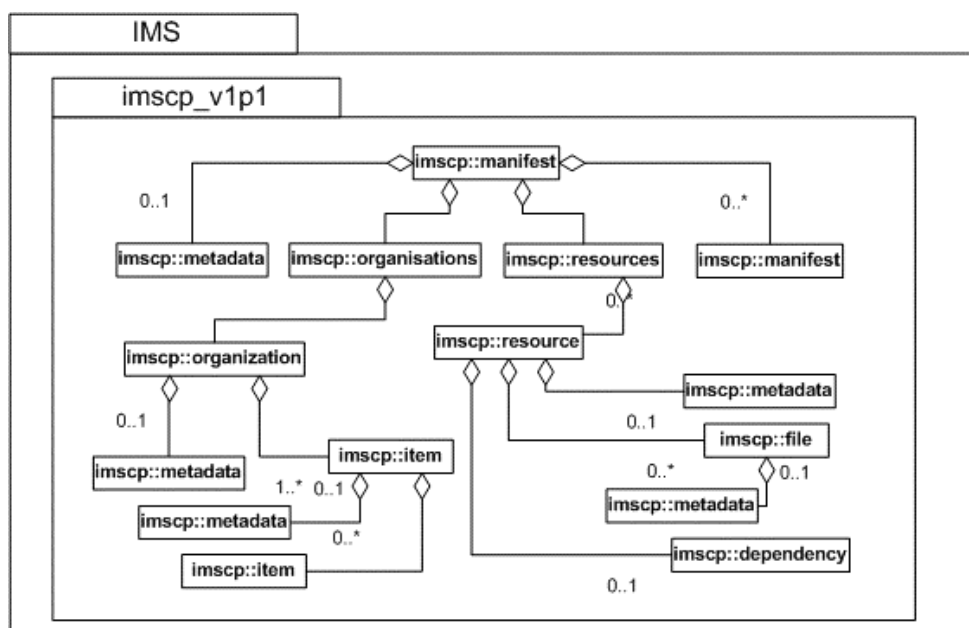 IMS
imscp_v1p1
imscp::manifest
0..1
0..*
imscp::metadata
imscp::organisations
imscp::resources
imscp::manifest
0..*
imscp::resource
imscp::organization
imscp::metadata
0..1
0..1
imscp::file
imscp::item
imscp::metadata
1..*
0..1
0..*
0..1
imscp::metadata
imscp::metadata
0..*
imscp::dependency
imscp::item
0..1